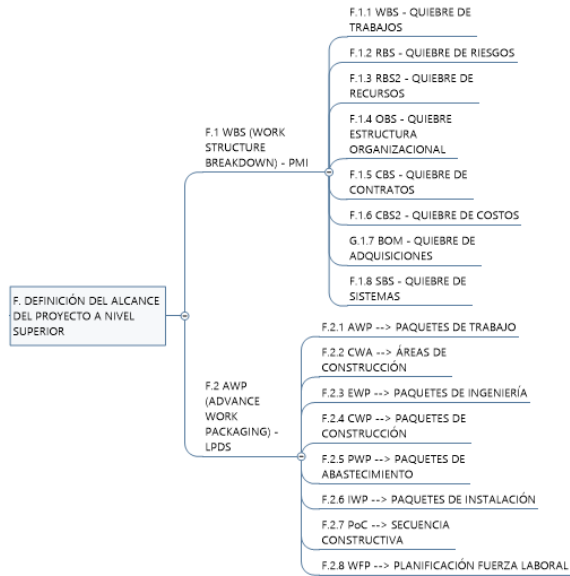 F. DEFINICIÓN DEL ALCANCE
DEL PROYECTO A NIVEL
SUPERIOR
F.1 WBS (WORK
STRUCTURE
BREAKDOWN) - PMI
F.1.1 WBS - QUIEBRE DE
TRABAJOS
F.1.2 RBS - QUIEBRE DE RIESGOS
F.1.3 RBS2 - QUIEBRE DE
RECURSOS
F.1.4 OBS - QUIEBRE
ESTRUCTURA
ORGANIZACIONAL
F.1.5 CBS - QUIEBRE DE
CONTRATOS
F.1.6 CBS2 - QUIEBRE DE COSTOS
G.1.7 BOM - QUIEBRE DE
ADQUISICIONES
F.1.8 SBS - QUIEBRE DE
SISTEMAS
F.2 AWP
(ADVANCE
WORK
PACKAGING) -
LPDS
F.2.1 AWP --> PAQUETES DE TRABAJO
F.2.2 CWA --> ÁREAS DE
CONSTRUCCIÓN
F.2.3 EWP --> PAQUETES DE INGENIERÍA
F.2.4 CWP --> PAQUETES DE
CONSTRUCCIÓN
F.2.5 PWP --> PAQUETES DE
ABASTECIMIENTO
F.2.6 IWP --> PAQUETES DE INSTALACIÓN
F.2.7 PoC --> SECUENCIA
CONSTRUCTIVA
F.2.8 WFP --> PLANIFICACIÓN FUERZA LABORAL